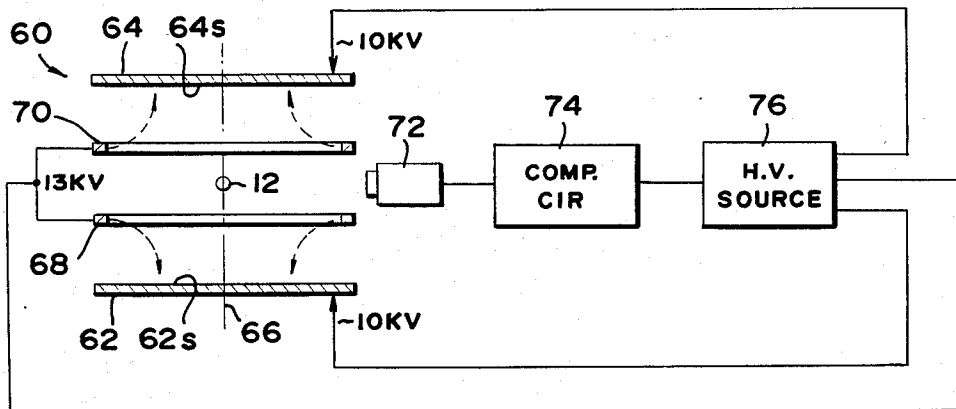 60
64
64s
~10KV
70
72
74
76
13KV
12
COMP.
CIR
H.V.
SOURCE
68
62
62s
66
~10KV